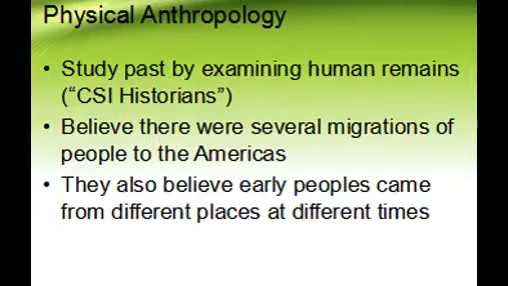 Physical Anthropology
• Study past by examining human remains
(“CSI Historians”)
• Believe there were several migrations of
people to the Americas
• They also believe early peoples came
from different places at different times